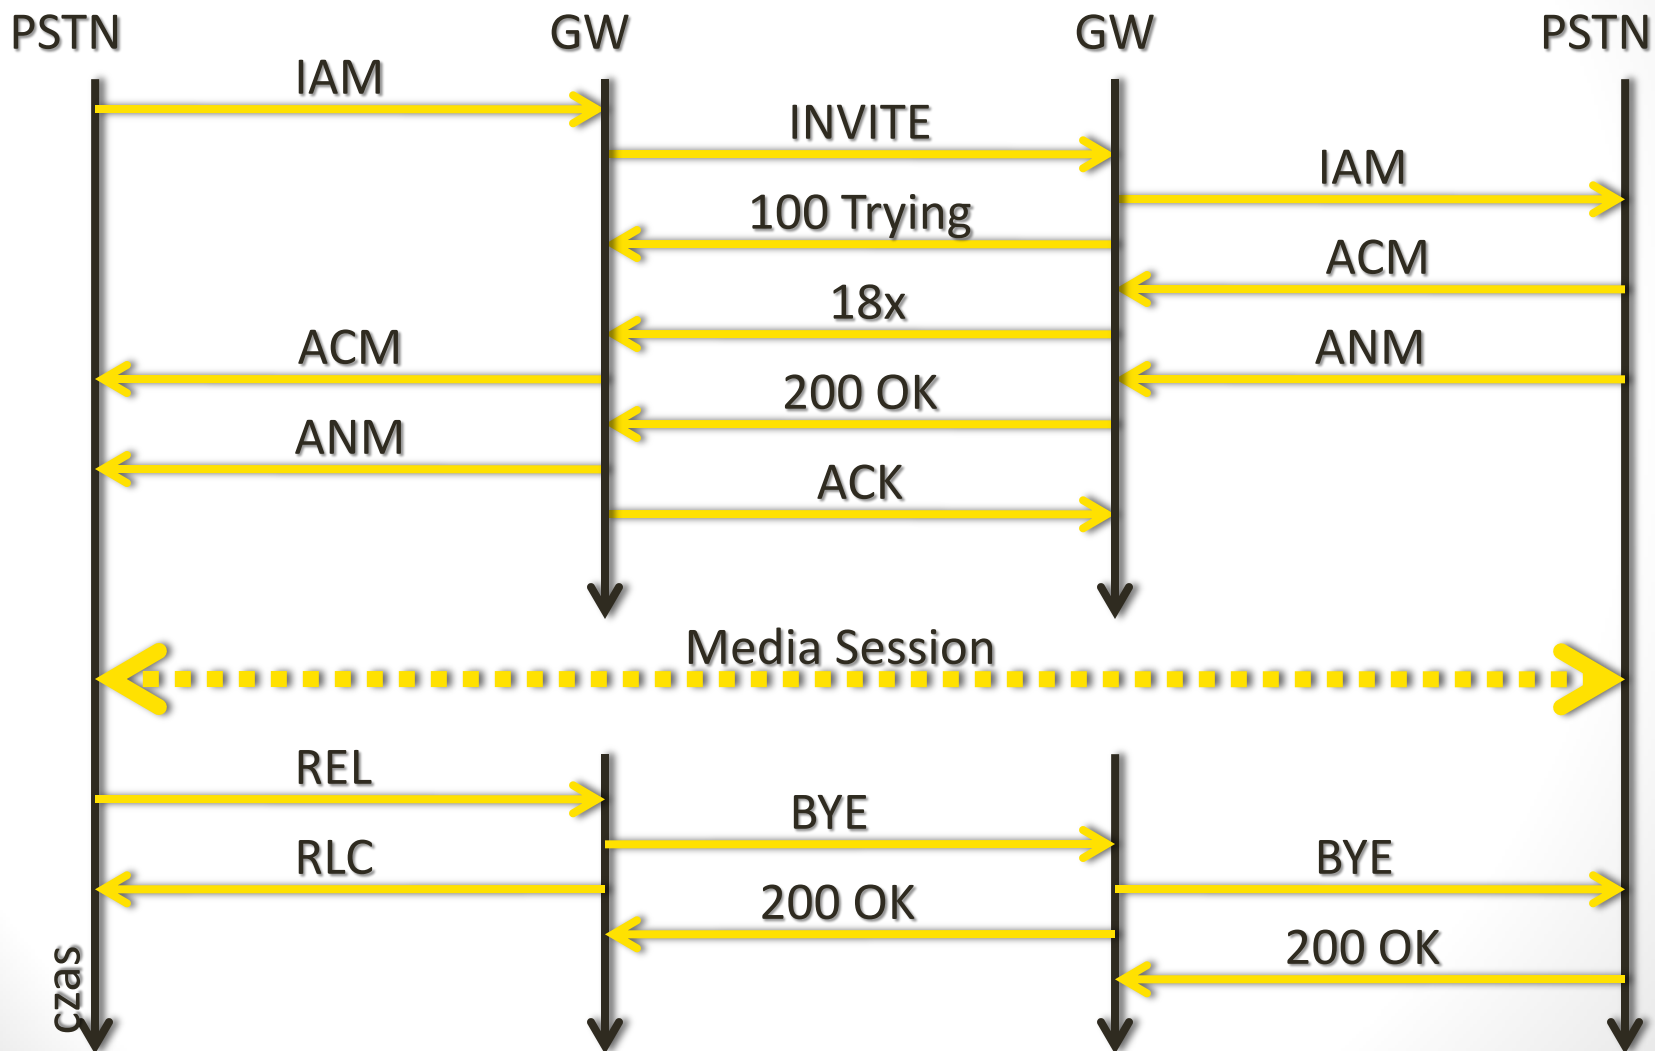 PSTN GW GW PSTN
IAM
INVITE
IAM
100 Trying
ACM
18x
ACM
ANM
200 OK
ANM
ACK
Media Session
REL
BYE
RLC
BYE
200 OK
200 OK
czas